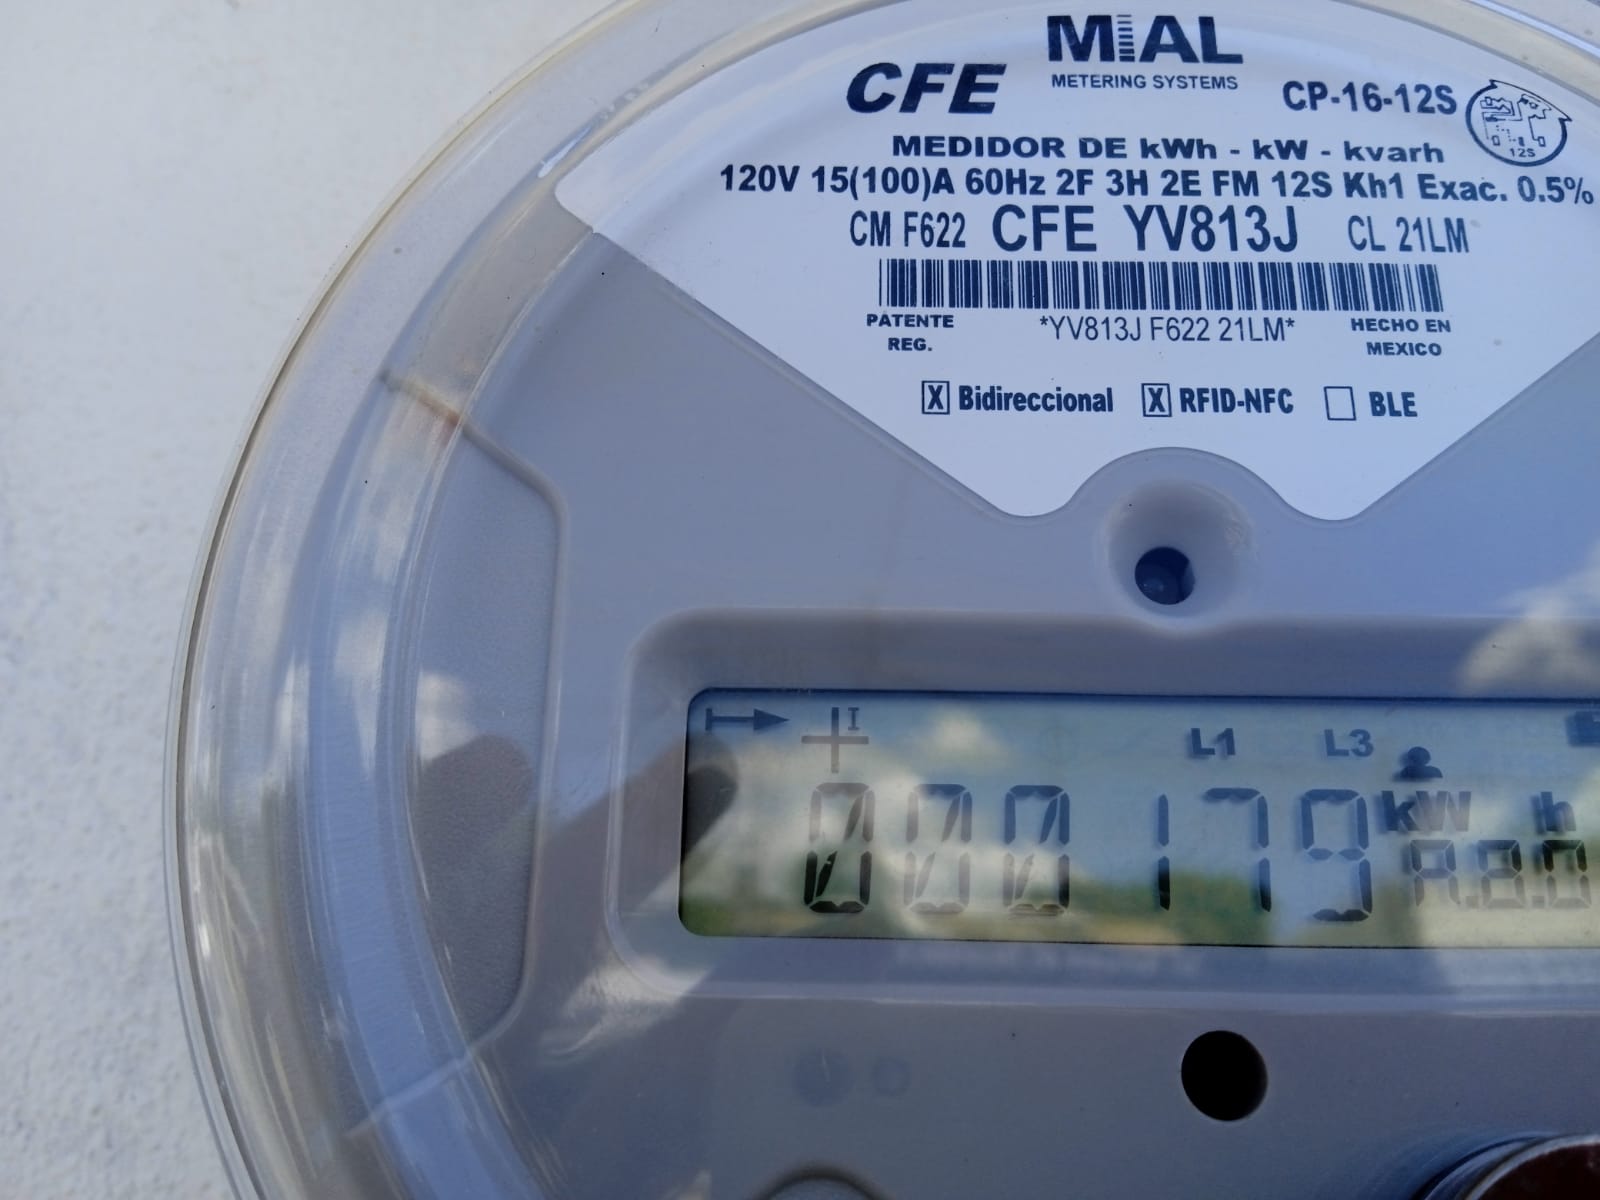 MIAL
METERING SYSTEMS
CFE
CP-16-12S
12S
MEDIDOR DE kWh - kW - kvarh
120V 15(100)A 60Hz 2F 3H 2E FM 12S Kh1 Exac. 0.5%
CM F622 CFE YV813J CL 21LM
PATENTE REG.
*YV813J F622 21LM*
HECHO EN MEXICO
X Bidireccional X RFID-NFC BLE
I L1 L3
000179 kW h